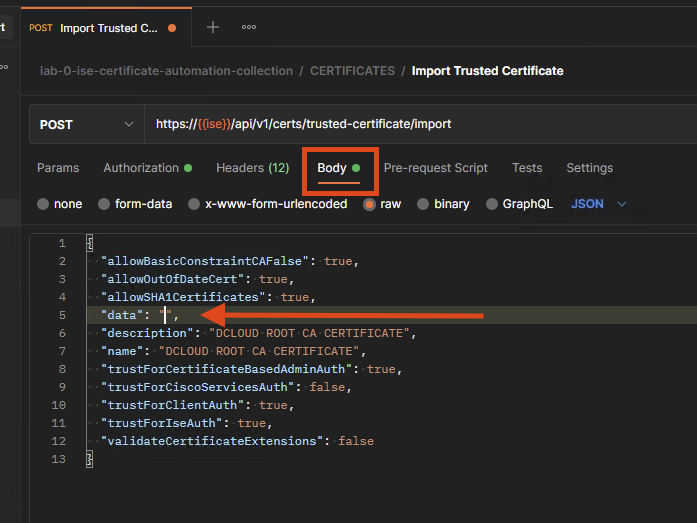 rt
POST Import Trusted C...
lab-0-ise-certificate-automation-collection / CERTIFICATES / Import Trusted Certificate
POST https://{{ise}}/api/v1/certs/trusted-certificate/import
Params Authorization Headers (12) Body Pre-request Script Tests Settings
none form-data x-www-form-urlencoded raw binary GraphQL JSON
1 {
2 "allowBasicConstraintCAFalse": true,
3 "allowOutOfDateCert": true,
4 "allowSHA1Certificates": true,
5 "data": "",
6 "description": "DCLOUD ROOT CA CERTIFICATE",
7 "name": "DCLOUD ROOT CA CERTIFICATE",
8 "trustForCertificateBasedAdminAuth": true,
9 "trustForCiscoServicesAuth": false,
10 "trustForClientAuth": true,
11 "trustForIseAuth": true,
12 "validateCertificateExtensions": false
13 }